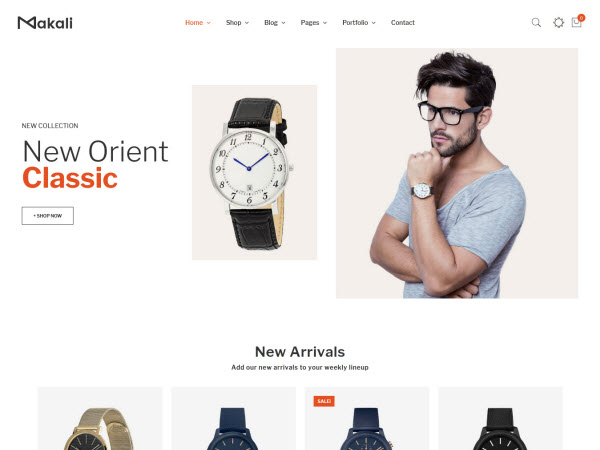 Makali
Home Shop Blog Pages Portfolio Contact
0
NEW COLLECTION
New Orient
Classic
+ SHOP NOW
New Arrivals
Add our new arrivals to your weekly lineup
SALE!